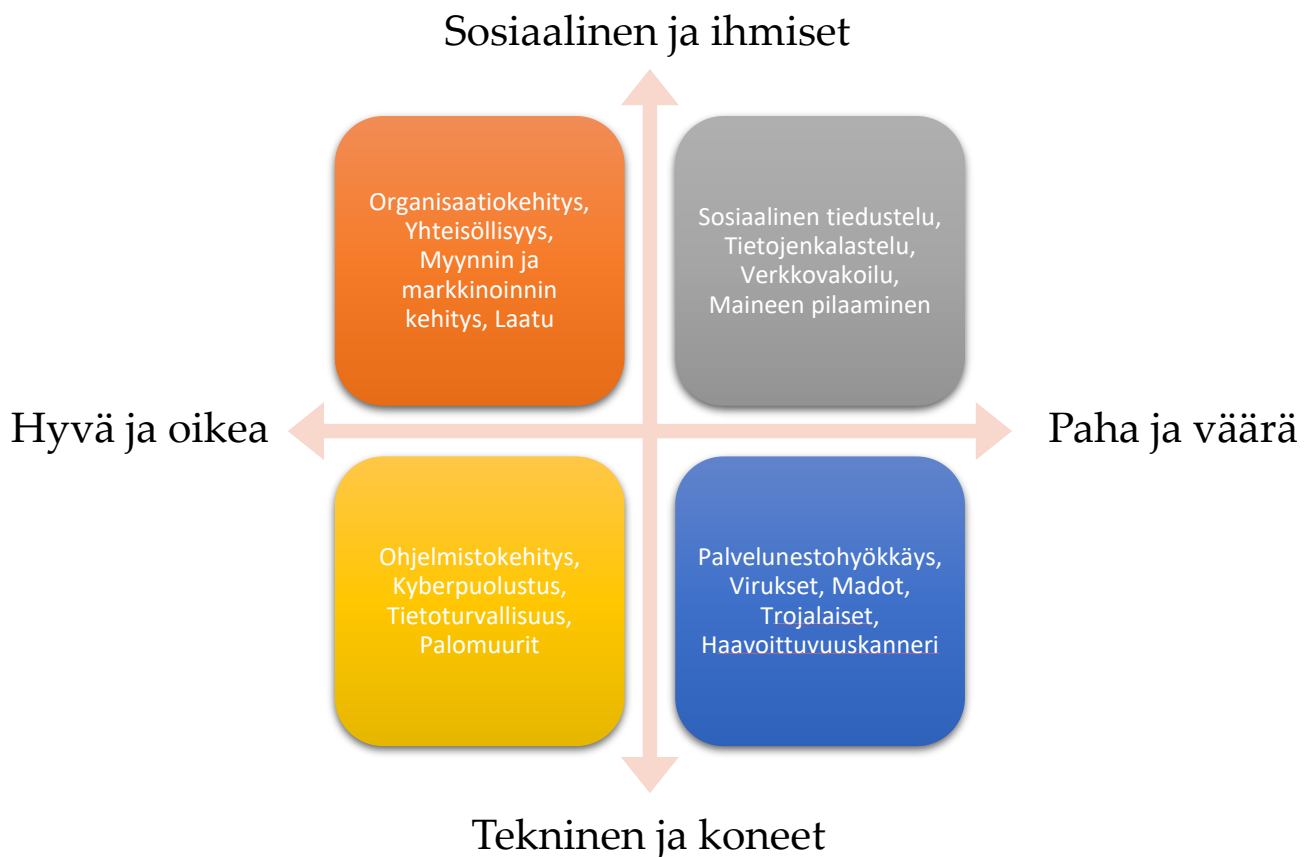 Sosiaalinen ja ihmiset
Organisaatiokehitys,
Yhteisöllisyys,
Myynnin ja
markkinoinnin
kehitys, Laatu
Sosiaalinen tiedustelu,
Tietojenkalastelu,
Verkkovakoilu,
Maineen pilaaminen
Hyvä ja oikea
Paha ja väärä
Ohjelmistokehitys,
Kyberpuolustus,
Tietoturvallisuus,
Palomuurit
Palvelunestohyökkäys,
Virukset, Madot,
Trojalaiset,
Haavoittuvuuskanneri
Tekninen ja koneet